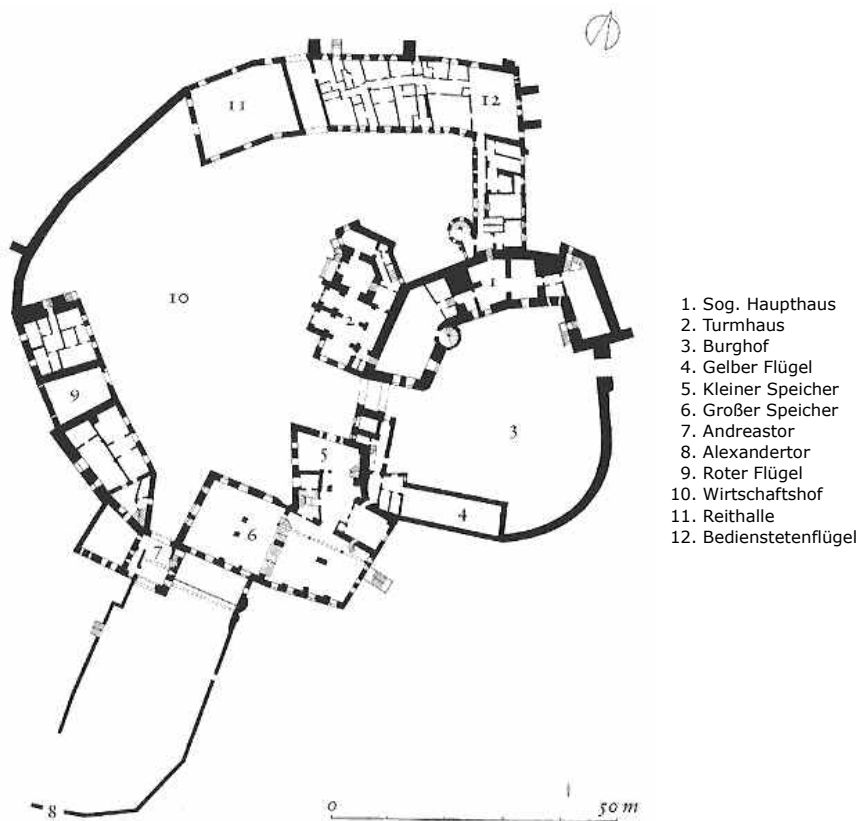 11
12
10
1
2
9
3
5
4
6
7
8
0
50 m
1. Sog. Haupthaus
2. Turmhaus
3. Burghof
4. Gelber Flügel
5. Kleiner Speicher
6. Großer Speicher
7. Andreastor
8. Alexandertor
9. Roter Flügel
10. Wirtschaftshof
11. Reithalle
12. Bedienstetenflügel